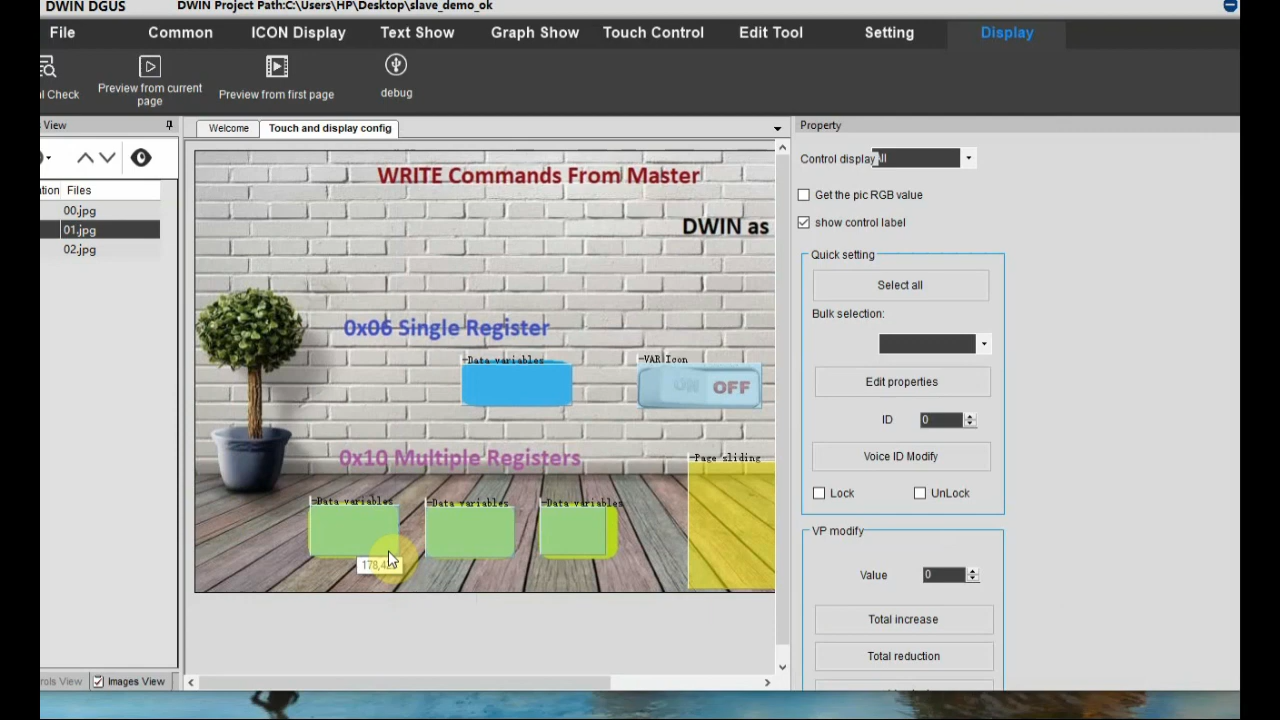 DWIN DGUS
DWIN Project Path:C:\Users\HP\Desktop\slave_demo_ok
File Common ICON Display Text Show Graph Show Touch Control Edit Tool Setting Display
l Check
Preview from current page
Preview from first page
debug
View
Welcome
Touch and display config
Property
Files
00.jpg
01.jpg
02.jpg
WRITE Commands From Master
DWIN as
0x06 Single Register
Data variables
VAR Icon
ON OFF
0x10 Multiple Registers
Page sliding
Data variables
Data variables
Data variables
Control display
Get the pic RGB value
show control label
Quick setting
Select all
Bulk selection:
Edit properties
ID 0
Voice ID Modify
Lock UnLock
VP modify
Value 0
Total increase
Total reduction
rols View
Images View